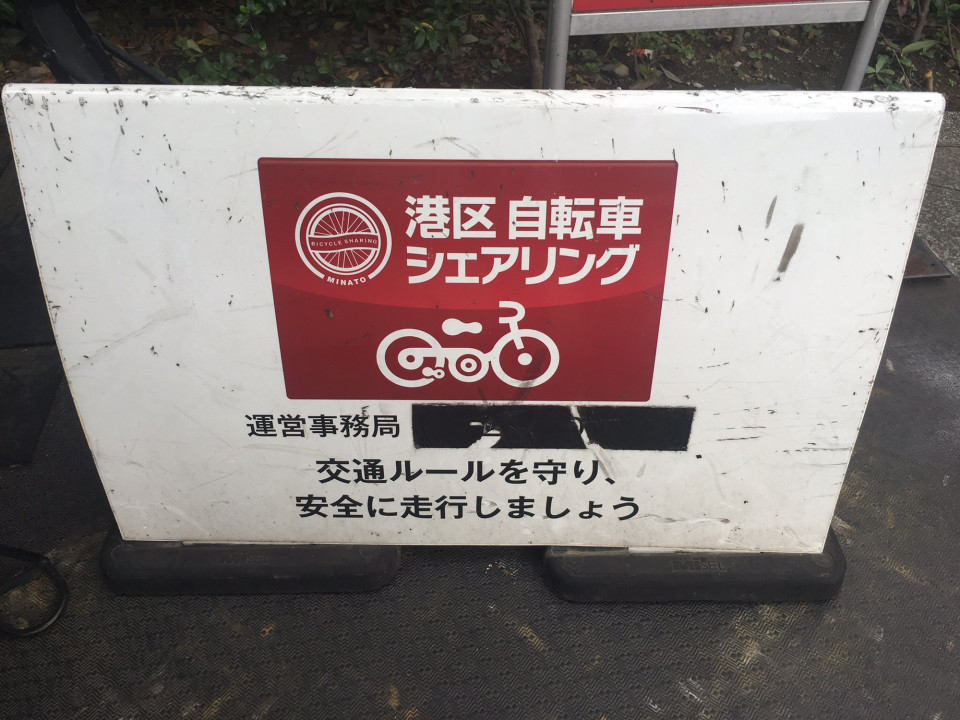 港区 自転車
シェアリング
BICYCLE SHARING
MINATO
運営事務局
交通ルールを守り、
安全に走行しましょう